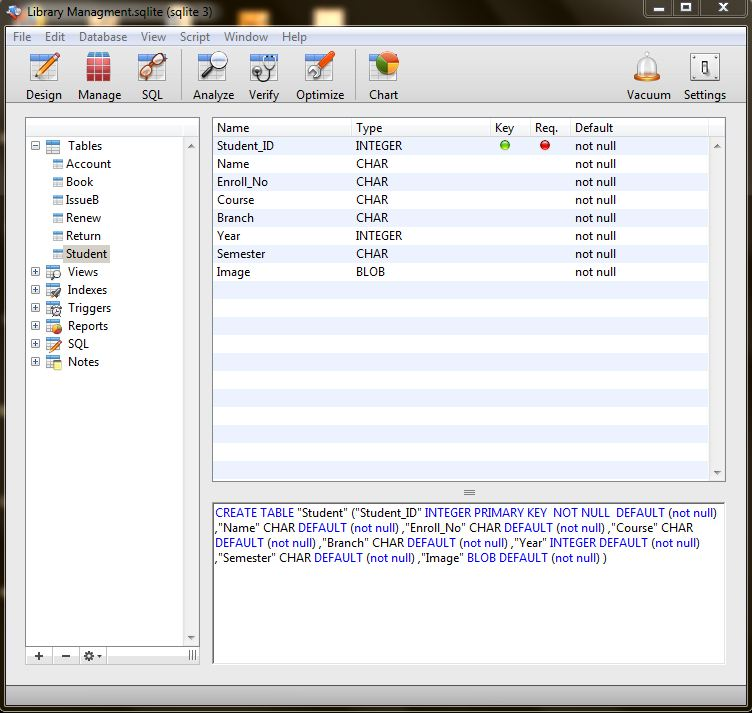 Library Managment.sqlite (sqlite 3)
File Edit Database View Script Window Help
Design Manage SQL Analyze Verify Optimize Chart Vacuum Settings
Tables
Account
Book
IssueB
Renew
Return
Student
Views
Indexes
Triggers
Reports
SQL
Notes
Name Type Key Req. Default
Student_ID INTEGER not null
Name CHAR not null
Enroll_No CHAR not null
Course CHAR not null
Branch CHAR not null
Year INTEGER not null
Semester CHAR not null
Image BLOB not null
CREATE TABLE "Student" ("Student_ID" INTEGER PRIMARY KEY  NOT NULL  DEFAULT (not null)
,"Name" CHAR DEFAULT (not null) ,"Enroll_No" CHAR DEFAULT (not null) ,"Course" CHAR
DEFAULT (not null) ,"Branch" CHAR DEFAULT (not null) ,"Year" INTEGER DEFAULT (not null)
,"Semester" CHAR DEFAULT (not null) ,"Image" BLOB DEFAULT (not null) )